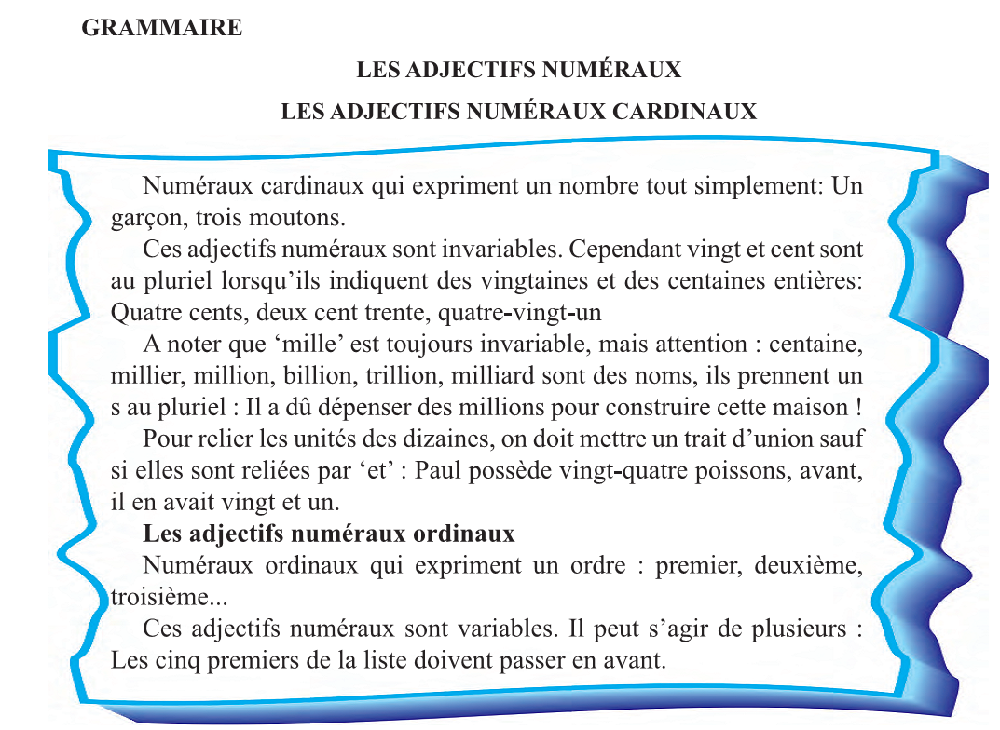 GRAMMAIRE
LES ADJECTIFS NUMÉRAUX
LES ADJECTIFS NUMÉRAUX CARDINAUX
Numéraux cardinaux qui expriment un nombre tout simplement: Un
garçon, trois moutons.
Ces adjectifs numéraux sont invariables. Cependant vingt et cent sont
au pluriel lorsqu’ils indiquent des vingtaines et des centaines entières:
Quatre cents, deux cent trente, quatre-vingt-un
A noter que ‘mille’ est toujours invariable, mais attention : centaine,
millier, million, billion, trillion, milliard sont des noms, ils prennent un
s au pluriel : Il a dû dépenser des millions pour construire cette maison !
Pour relier les unités des dizaines, on doit mettre un trait d’union sauf
si elles sont reliées par ‘et’ : Paul possède vingt-quatre poissons, avant,
il en avait vingt et un.
Les adjectifs numéraux ordinaux
Numéraux ordinaux qui expriment un ordre : premier, deuxième,
troisième...
Ces adjectifs numéraux sont variables. Il peut s’agir de plusieurs :
Les cinq premiers de la liste doivent passer en avant.